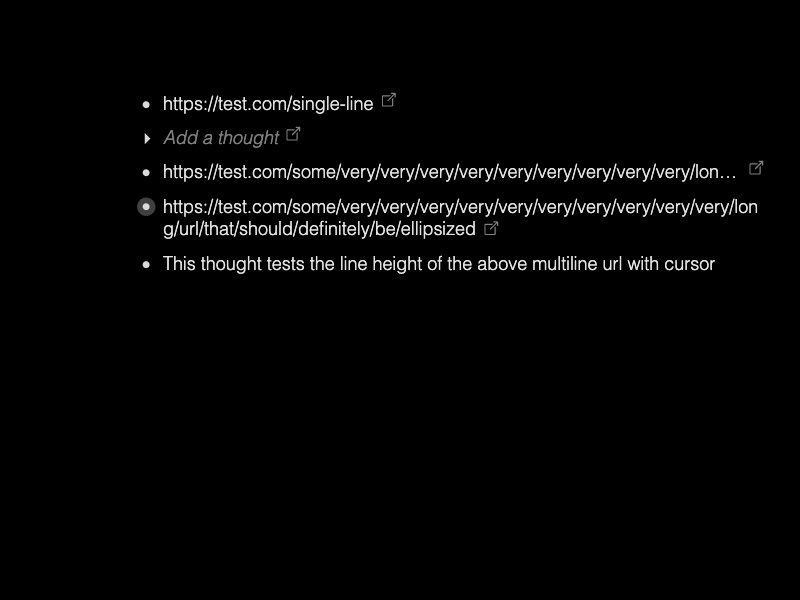 https://test.com/single-line
Add a thought
https://test.com/some/very/very/very/very/very/very/very/very/very/lon…
https://test.com/some/very/very/very/very/very/very/very/very/very/very/lon
g/url/that/should/definitely/be/ellipsized
This thought tests the line height of the above multiline url with cursor